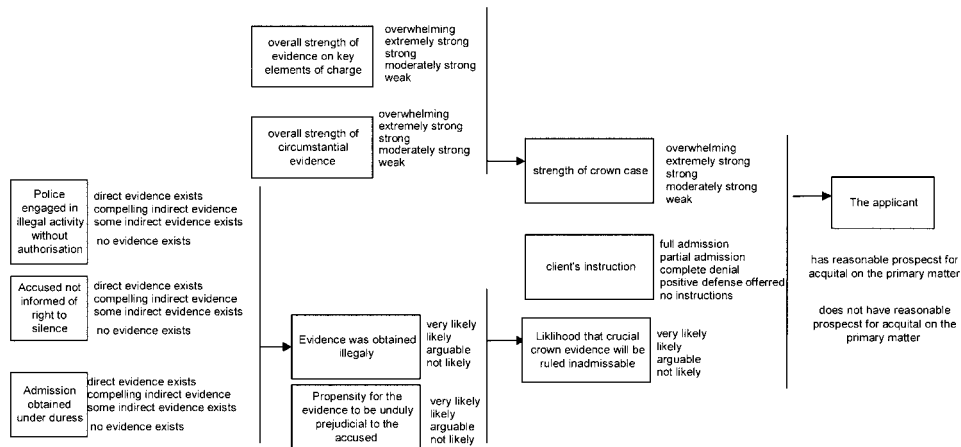 overall strength of
evidence on key
elements of charge
overwhelming
extremely strong
strong
moderately strong
weak
overall strength of
circumstantial
evidence
overwhelming
extremely strong
strong
moderately strong
weak
strength of crown case
overwhelming
extremely strong
strong
moderately strong
weak
The applicant
has reasonable prospecst for
acquital on the primary matter
does not have reasonable
prospecst for acquital on the
primary matter
Police
engaged in
illegal activity
without
authorisation
direct evidence exists
compelling indirect evidence
some indirect evidence exists
no evidence exists
client's instruction
full admission
partial admission
complete denial
positive defense offerred
no instructions
Accused not
informed of
right to
silence
direct evidence exists
compelling indirect evidence
some indirect evidence exists
no evidence exists
Evidence was obtained
illegaly
very likely
likely
arguable
not likely
Liklihood that crucial
crown evidence will be
ruled inadmissable
very likely
likely
arguable
not likely
Admission
obtained
under duress
direct evidence exists
compelling indirect evidence
some indirect evidence exists
no evidence exists
Propensity for the
evidence to be unduly
prejudicial to the
accused
very likely
likely
arguable
not likely